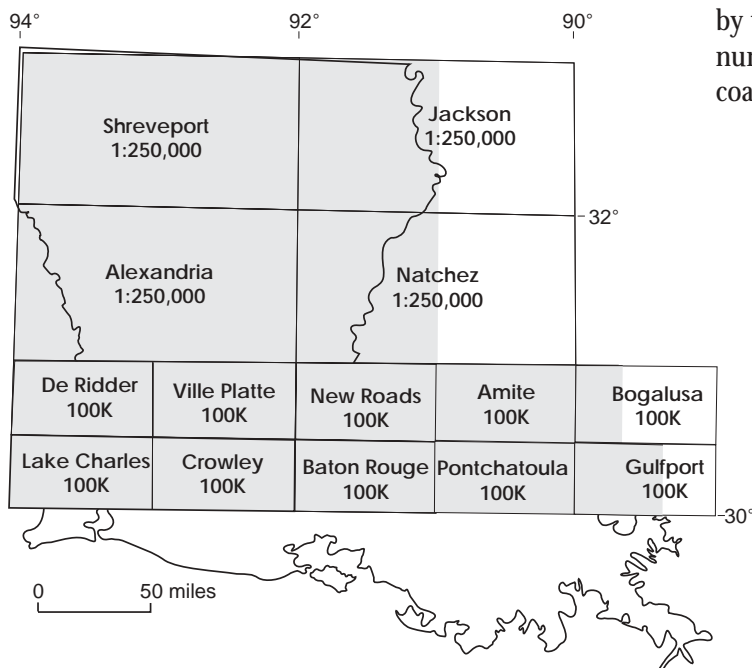 94°
92°
90°
by
nur
coa
Shreveport
1:250,000
Jackson
1:250,000
32°
Alexandria
1:250,000
Natchez
1:250,000
De Ridder
100K
Ville Platte
100K
New Roads
100K
Amite
100K
Bogalusa
100K
Lake Charles
100K
Crowley
100K
Baton Rouge
100K
Pontchatoula
100K
Gulfport
100K
30°
0
50 miles